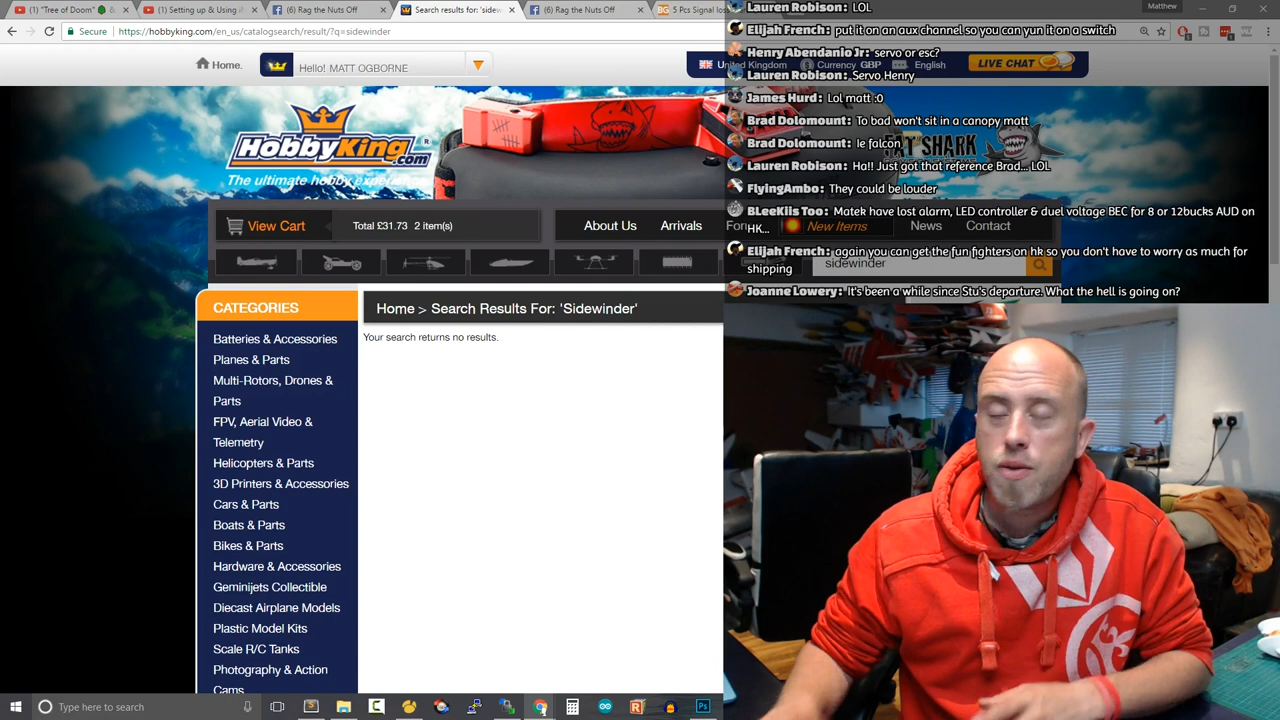 (1) "Tree of Doom" &
(1) Setting up & Using i
(6) Rag the Nuts Off
Search results for: 'sidew
(6) Rag the Nuts Off
5 Pcs Signal los
Matthew
Secure
https://hobbyking.com/en_us/catalogsearch/result/?q=sidewinder
Home.
Hello! MATT OGBORNE
United Kingdom
Currency GBP
English
LIVE CHAT
HobbyKing.com
The ultimate hobby experience
FAT SHARK
View Cart
Total £31.73 2 item(s)
About Us
Arrivals
New Items
News
Contact
sidewinder
CATEGORIES
Batteries & Accessories
Planes & Parts
Multi-Rotors, Drones &
Parts
FPV, Aerial Video &
Telemetry
Helicopters & Parts
3D Printers & Accessories
Cars & Parts
Boats & Parts
Bikes & Parts
Hardware & Accessories
Geminijets Collectible
Diecast Airplane Models
Plastic Model Kits
Scale R/C Tanks
Photography & Action
Cams
Home > Search Results For: 'Sidewinder'
Your search returns no results.
Lauren Robison: LOL
Elijah French: put it on an aux channel so you can yun it on a switch
Henry Abendanio Jr: servo or esc?
Lauren Robison: Servo Henry
James Hurd: Lol matt :0
Brad Dolomount: To bad won't sit in a canopy matt
Brad Dolomount: Ie falcon
Lauren Robison: Ha!! Just got that reference Brad... LOL
FlyingAmbo: They could be louder
BLeeKiis Too: Matek have lost alarm, LED controller & duel voltage BEC for 8 or 12bucks AUD on
HK...
Elijah French: again you can get the fun fighters on hk so you don't have to worry as much for
shipping
Joanne Lowery: It's been a while since Stu's departure. What the hell is going on?
Type here to search